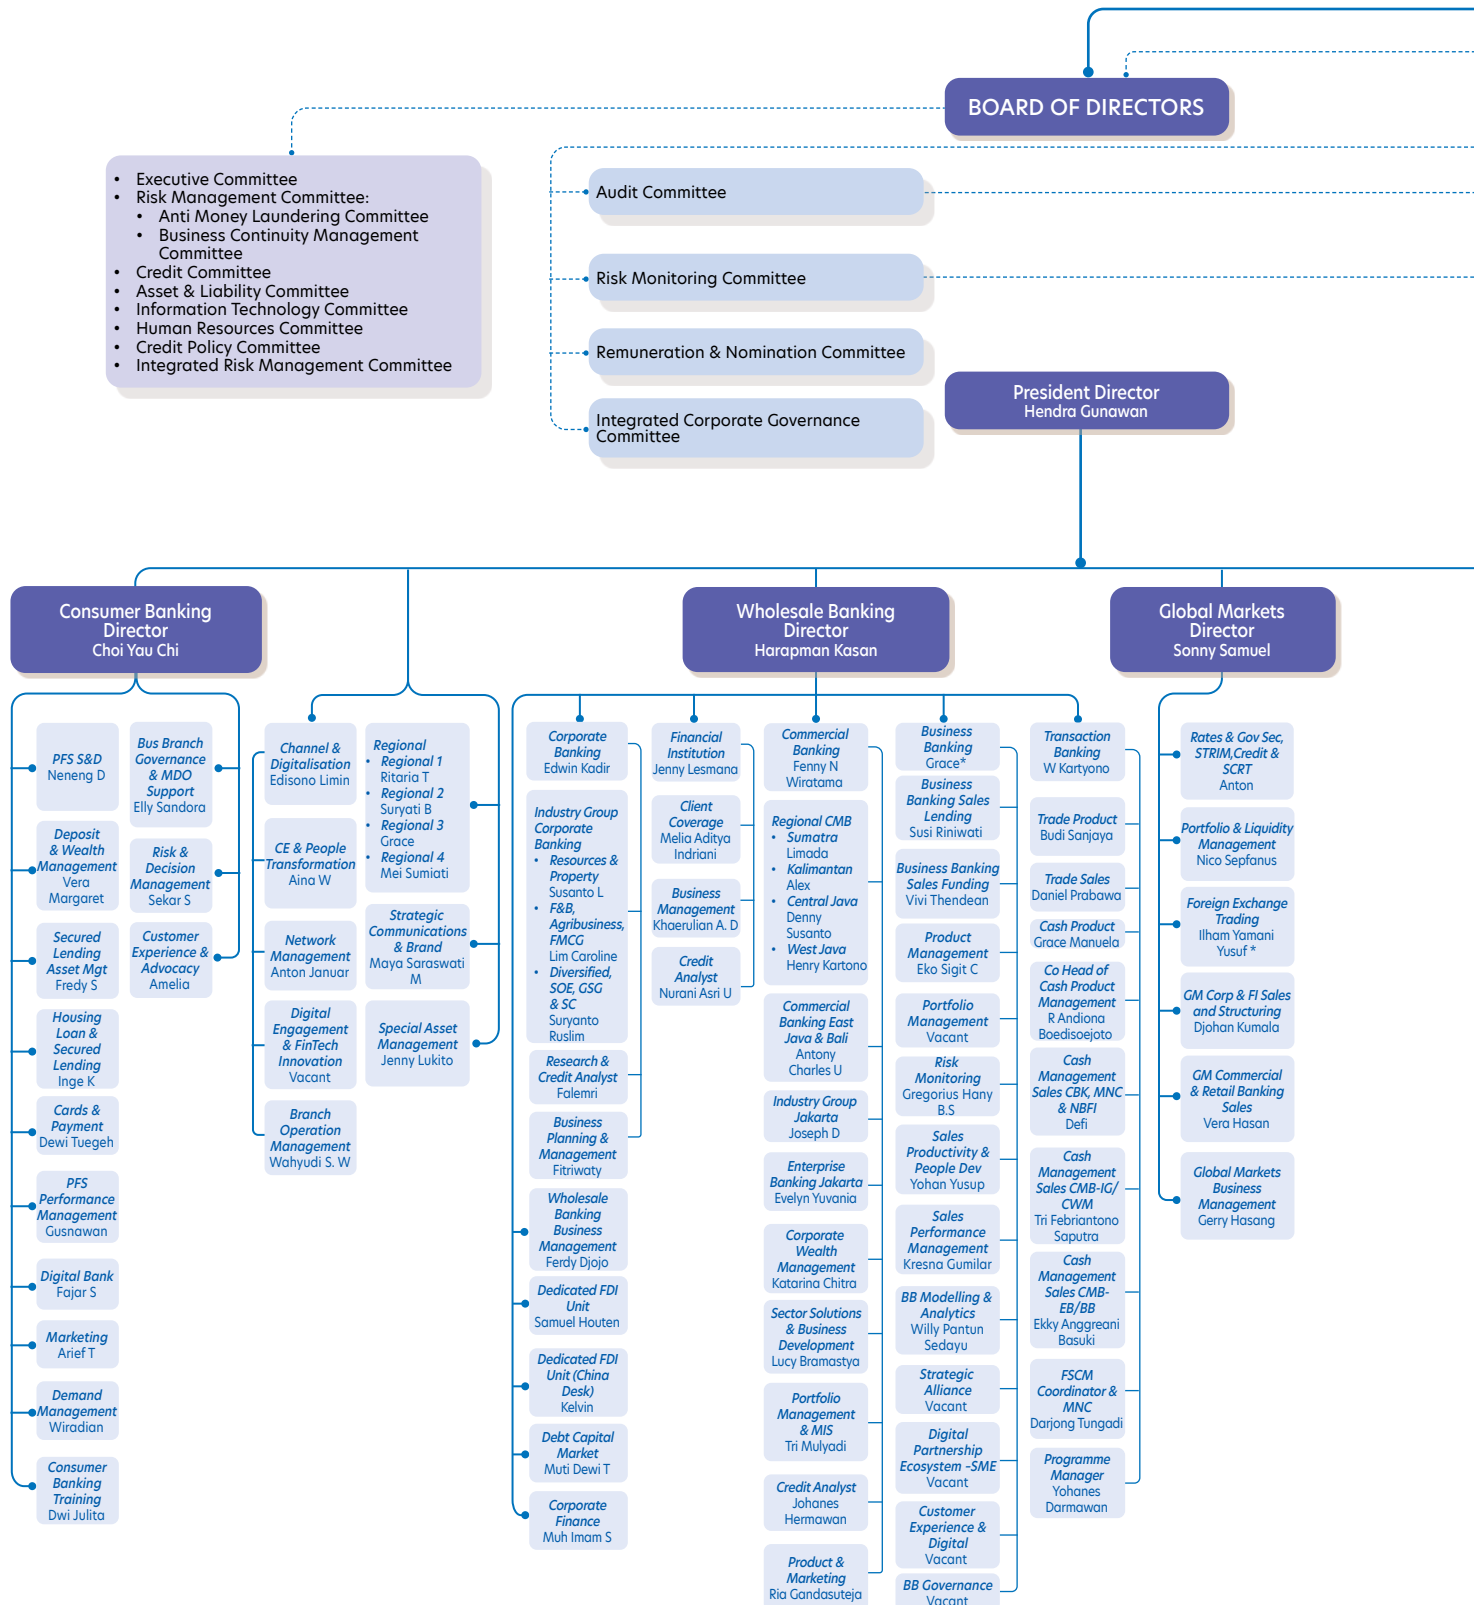 BOARD OF DIRECTORS
• Executive Committee
• Risk Management Committee:
• Anti Money Laundering Committee
• Business Continuity Management
Committee
• Credit Committee
• Asset & Liability Committee
• Information Technology Committee
• Human Resources Committee
• Credit Policy Committee
• Integrated Risk Management Committee
Audit Committee
Risk Monitoring Committee
Remuneration & Nomination Committee
Integrated Corporate Governance
Committee
President Director
Hendra Gunawan
Consumer Banking
Director
Choi Yau Chi
PFS S&D
Neneng D
Deposit
& Wealth
Management
Vera
Margaret
Secured
Lending
Asset Mgt
Fredy S
Housing
Loan &
Secured
Lending
Inge K
Cards &
Payment
Dewi Tuegeh
PFS
Performance
Management
Gusnawan
Digital Bank
Fajar S
Marketing
Arief T
Demand
Management
Wiradian
Consumer
Banking
Training
Dwi Julita
Bus Branch
Governance
& MDO
Support
Elly Sandora
Risk &
Decision
Management
Sekar S
Customer
Experience &
Advocacy
Amelia
Channel &
Digitalisation
Edisono Limin
CE & People
Transformation
Aina W
Network
Management
Anton Januar
Digital
Engagement
& FinTech
Innovation
Vacant
Branch
Operation
Management
Wahyudi S. W
Regional
• Regional 1
Ritaria T
• Regional 2
Suryati B
• Regional 3
Grace
• Regional 4
Mei Sumiati
Strategic
Communications
& Brand
Maya Saraswati
M
Special Asset
Management
Jenny Lukito
Wholesale Banking
Director
Harapman Kasan
Corporate
Banking
Edwin Kadir
Industry Group
Corporate
Banking
• Resources &
Property
Susanto L
• F&B,
Agribusiness,
FMCG
Lim Caroline
• Diversified,
SOE, GSG
& SC
Suryanto
Ruslim
Research &
Credit Analyst
Falemri
Business
Planning &
Management
Fitriwaty
Wholesale
Banking
Business
Management
Ferdy Djojo
Dedicated FDI
Unit
Samuel Houten
Dedicated FDI
Unit (China
Desk)
Kelvin
Debt Capital
Market
Muti Dewi T
Corporate
Finance
Muh Imam S
Financial
Institution
Jenny Lesmana
Client
Coverage
Melia Aditya
Indriani
Business
Management
Khaerulian A. D
Credit
Analyst
Nurani Asri U
Commercial
Banking
Fenny N
Wiratama
Regional CMB
• Sumatra
Limada
• Kalimantan
Alex
• Central Java
Denny
Susanto
• West Java
Henry Kartono
Commercial
Banking East
Java & Bali
Antony
Charles U
Industry Group
Jakarta
Joseph D
Enterprise
Banking Jakarta
Evelyn Yuvania
Corporate
Wealth
Management
Katarina Chitra
Sector Solutions
& Business
Development
Lucy Bramastya
Portfolio
Management
& MIS
Tri Mulyadi
Credit Analyst
Johanes
Hermawan
Product &
Marketing
Ria Gandasuteja
Business
Banking
Grace*
Business
Banking Sales
Lending
Susi Riniwati
Business Banking
Sales Funding
Vivi Thendean
Product
Management
Eko Sigit C
Portfolio
Management
Vacant
Risk
Monitoring
Gregorius Hany
B.S
Sales
Productivity &
People Dev
Yohan Yusup
Sales
Performance
Management
Kresna Gumilar
BB Modelling &
Analytics
Willy Pantun
Sedayu
Strategic
Alliance
Vacant
Digital
Partnership
Ecosystem -SME
Vacant
Customer
Experience &
Digital
Vacant
BB Governance
Vacant
Transaction
Banking
W Kartyono
Trade Product
Budi Sanjaya
Trade Sales
Daniel Prabawa
Cash Product
Grace Manuela
Co Head of
Cash Product
Management
R Andiona
Boedisoejoto
Cash
Management
Sales CBK, MNC
& NBFI
Defi
Cash
Management
Sales CMB-IG/
CWM
Tri Febriantono
Saputra
Cash
Management
Sales CMB-
EB/BB
Ekky Anggreani
Basuki
FSCM
Coordinator &
MNC
Darjong Tungadi
Programme
Manager
Yohanes
Darmawan
Global Markets
Director
Sonny Samuel
Rates & Gov Sec,
STRIM,Credit &
SCRT
Anton
Portfolio & Liquidity
Management
Nico Sepfanus
Foreign Exchange
Trading
Ilham Yamani
Yusuf *
GM Corp & FI Sales
and Structuring
Djohan Kumala
GM Commercial
& Retail Banking
Sales
Vera Hasan
Global Markets
Business
Management
Gerry Hasang